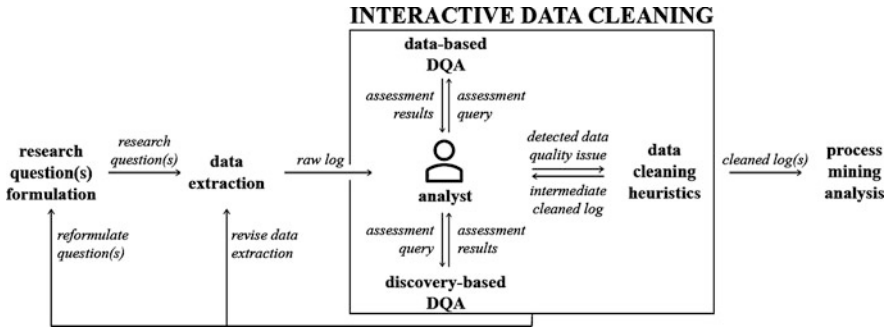 INTERACTIVE DATA CLEANING
data-based
DQA
assessment
results
assessment
query
research
question(s)
formulation
research
question(s)
data
extraction
raw log
analyst
detected data
quality issue
intermediate
cleaned log
data
cleaning
heuristics
cleaned log(s)
process
mining
analysis
reformulate
question(s)
revise data
extraction
assessment
query
assessment
results
discovery-based
DQA